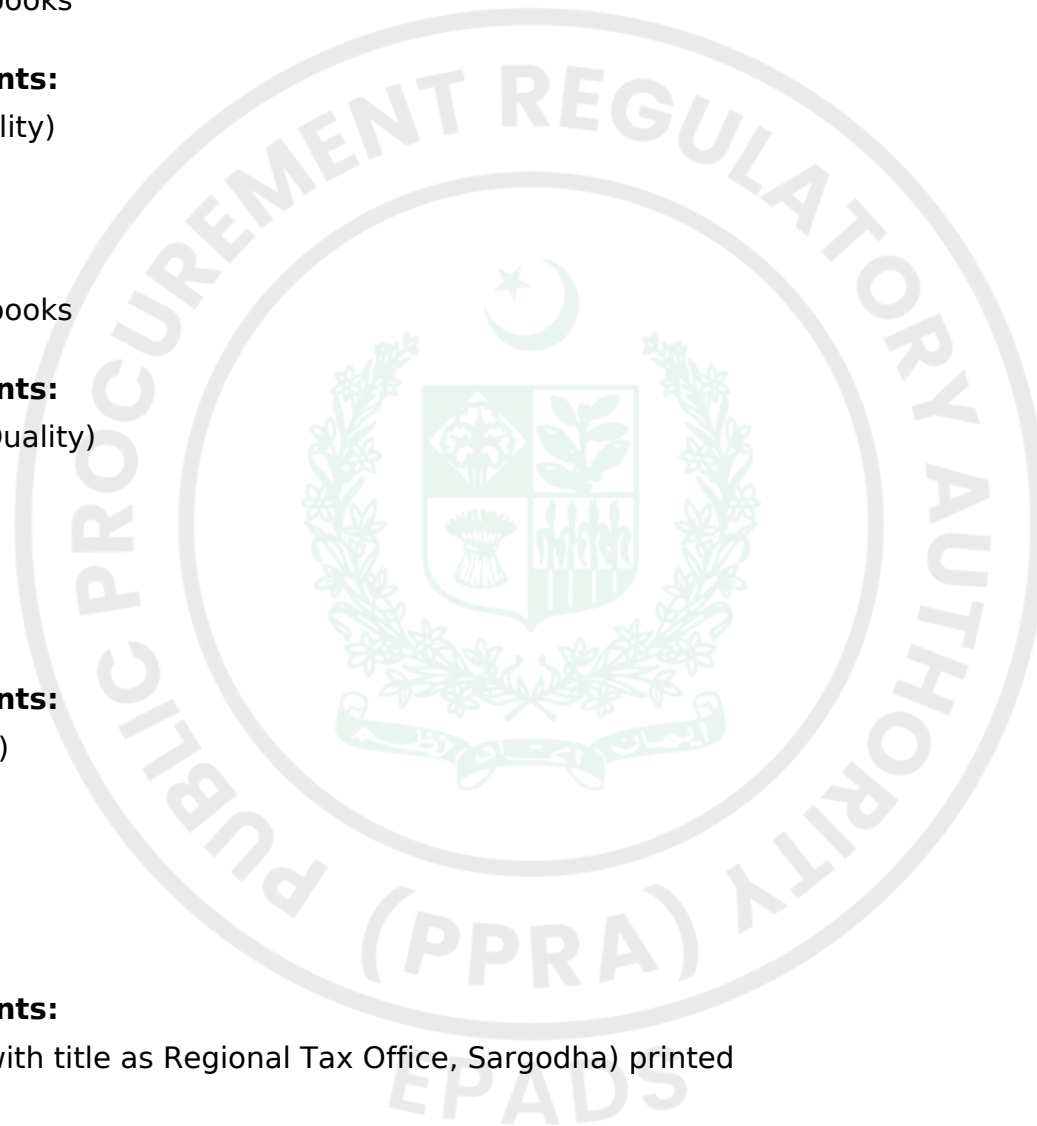 books
nts:
lity)
books
nts:
Quality)
nts:
)
nts:
with title as Regional Tax Office, Sargodha) printed
PUBLIC PROCUREMENT REGULATORY AUTHORITY
(PPRA)
EPADS